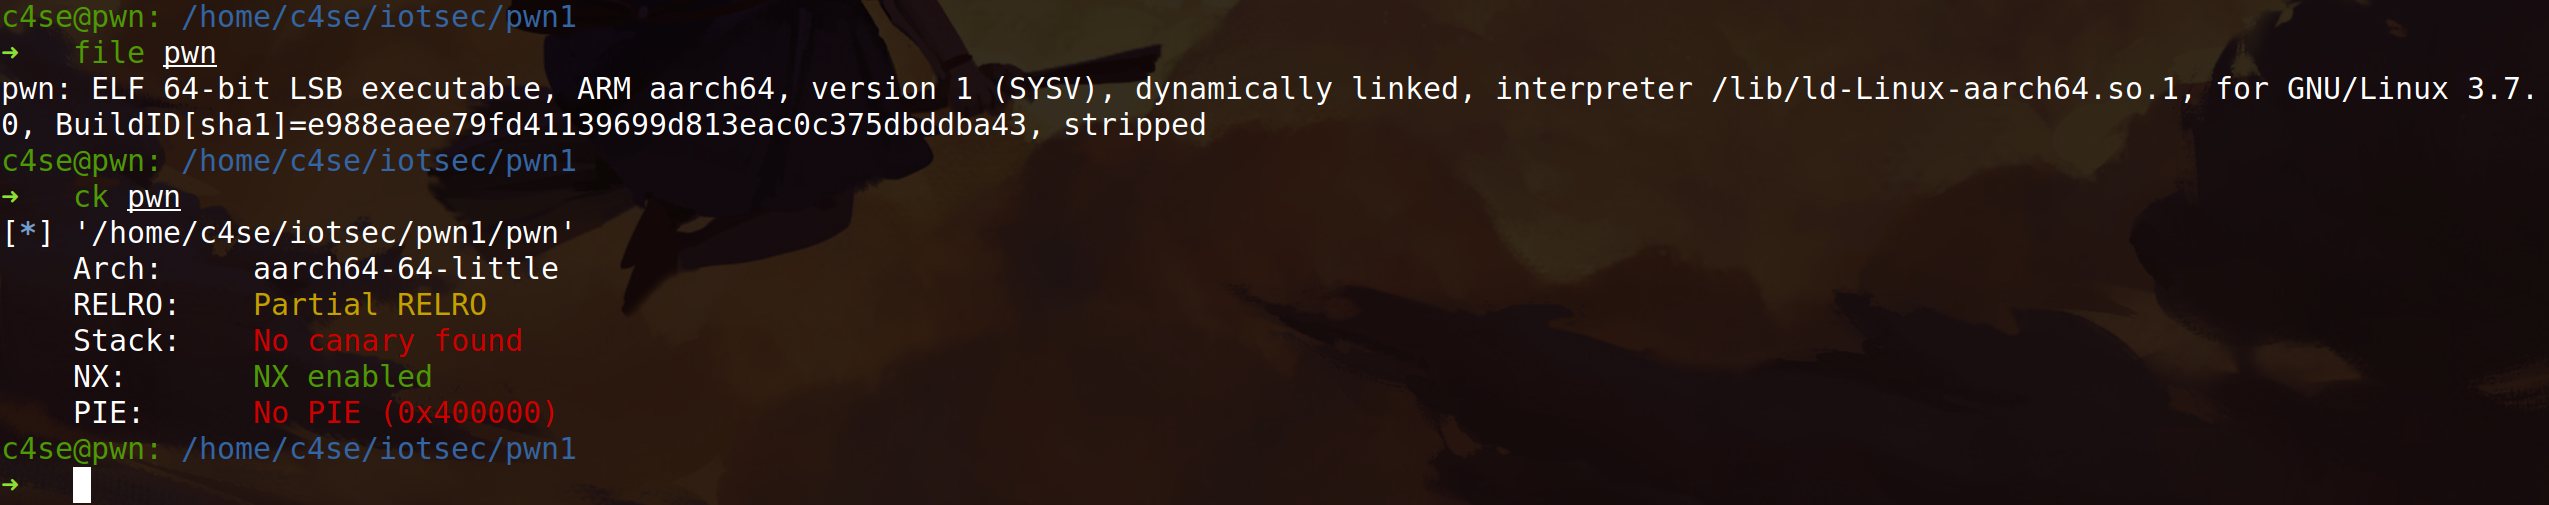 c4se@pwn: /home/c4se/iotsec/pwn1
➜ file pwn
pwn: ELF 64-bit LSB executable, ARM aarch64, version 1 (SYSV), dynamically linked, interpreter /lib/ld-Linux-aarch64.so.1, for GNU/Linux 3.7.
0, BuildID[sha1]=e988eaee79fd41139699d813eac0c375dbddba43, stripped
c4se@pwn: /home/c4se/iotsec/pwn1
➜ ck pwn
[*] '/home/c4se/iotsec/pwn1/pwn'
Arch: aarch64-64-little
RELRO: Partial RELRO
Stack: No canary found
NX: NX enabled
PIE: No PIE (0x400000)
c4se@pwn: /home/c4se/iotsec/pwn1
➜